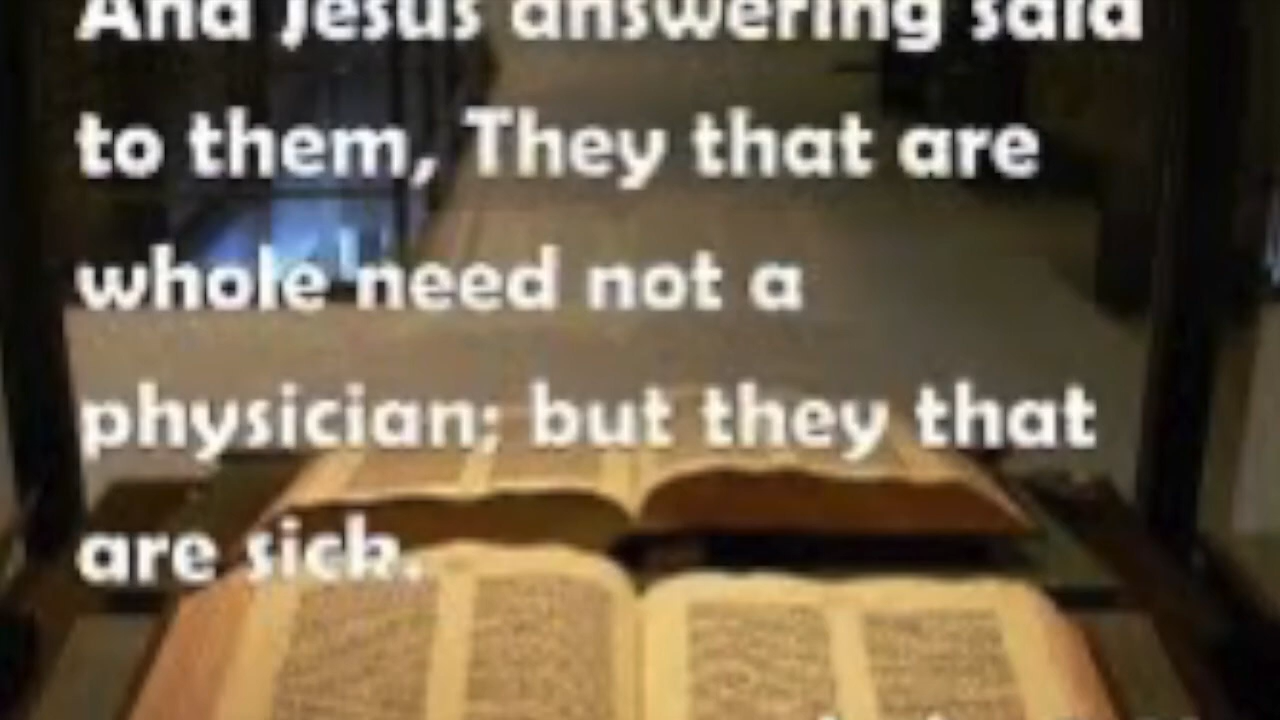 And Jesus answering said
to them, They that are
whole need not a
physician; but they that
are sick.